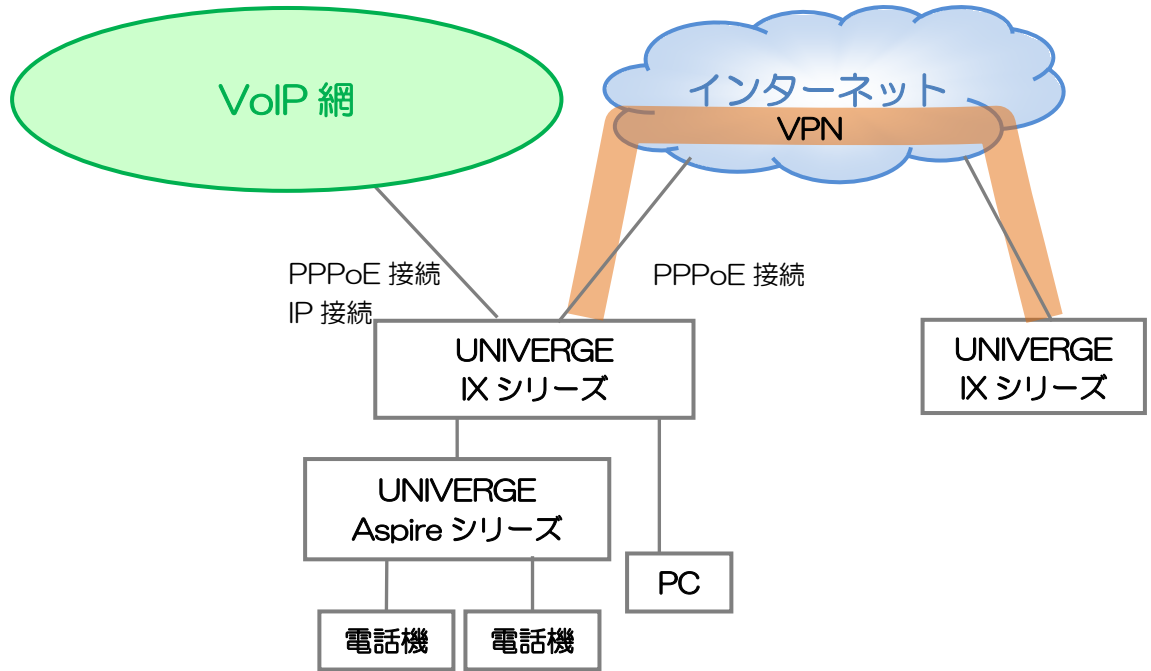 VoIP 網
インターネット
VPN
PPPoE 接続
IP 接続
PPPoE 接続
UNIVERGE
IX シリーズ
UNIVERGE
IX シリーズ
UNIVERGE
Aspire シリーズ
PC
電話機
電話機